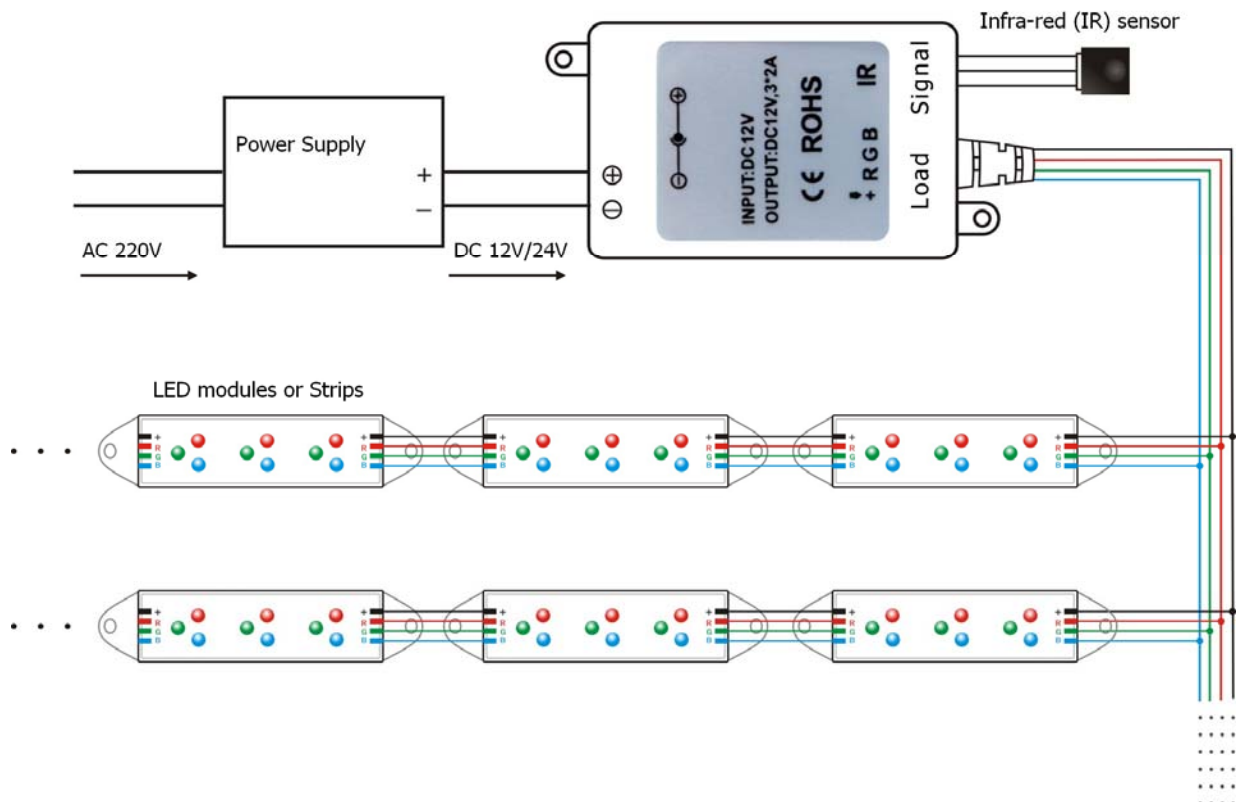 Infra-red (IR) sensor
Power Supply
+
−
AC 220V
DC 12V/24V
⊕
⊖
⊕
⊖
INPUT:DC12V
OUTPUT:DC12V,3*2A
CE ROHS
+ R G B IR
Signal
Load
LED modules or Strips
+ + + + + +
R R R R R R
G G G G G G
B B B B B B
+ + + + + +
R R R R R R
G G G G G G
B B B B B B